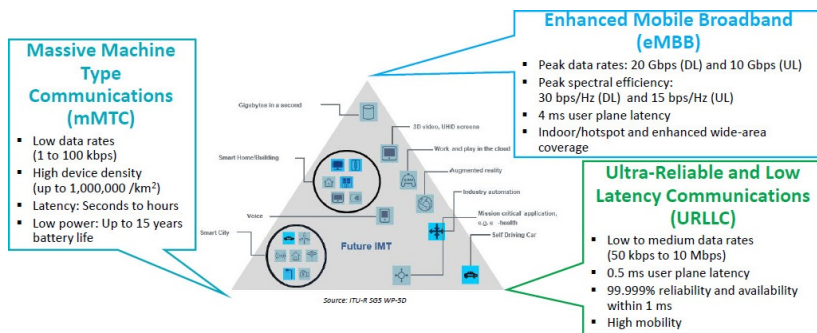 Massive Machine
Type
Communications
(mMTC)
Low data rates
(1 to 100 kbps)
High device density
(up to 1,000,000 /km²)
Latency: Seconds to hours
Low power: Up to 15 years
battery life
Enhanced Mobile Broadband
(eMBB)
Peak data rates: 20 Gbps (DL) and 10 Gbps (UL)
Peak spectral efficiency:
30 bps/Hz (DL) and 15 bps/Hz (UL)
4 ms user plane latency
Indoor/hotspot and enhanced wide-area
coverage
Gigabytes in a second
3D video, UHD screens
Work and play in the cloud
Smart Home/Building
Augmented reality
Industry automation
Voice
Mission critical application,
e.g. e-health
Smart City
Self Driving Car
Future IMT
Source: ITU-R SG5 WP-5D
Ultra-Reliable and Low
Latency Communications
(URLLC)
Low to medium data rates
(50 kbps to 10 Mbps)
0.5 ms user plane latency
99.999% reliability and availability
within 1 ms
High mobility